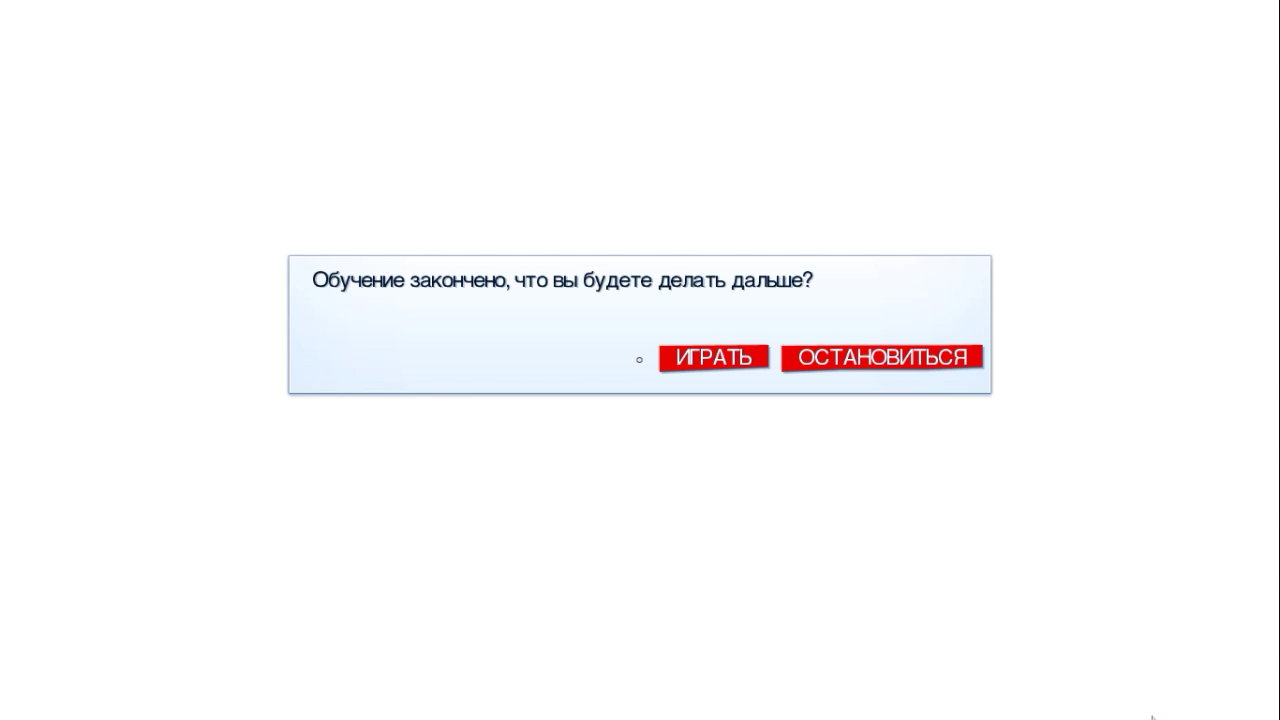 Обучение закончено, что вы будете делать дальше?
ИГРАТЬ ОСТАНОВИТЬСЯ